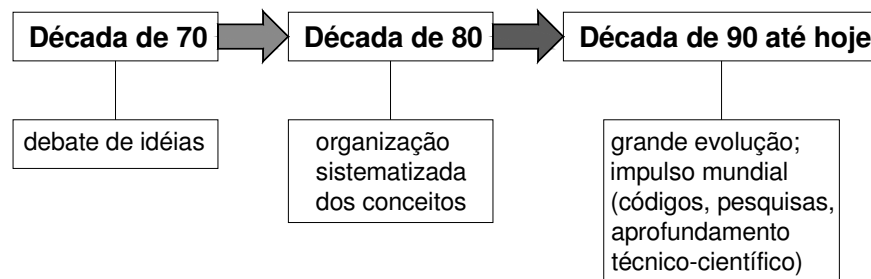 Década de 70
Década de 80
Década de 90 até hoje
debate de idéias
organização
sistematizada
dos conceitos
grande evolução;
impulso mundial
(códigos, pesquisas,
aprofundamento
técnico-científico)